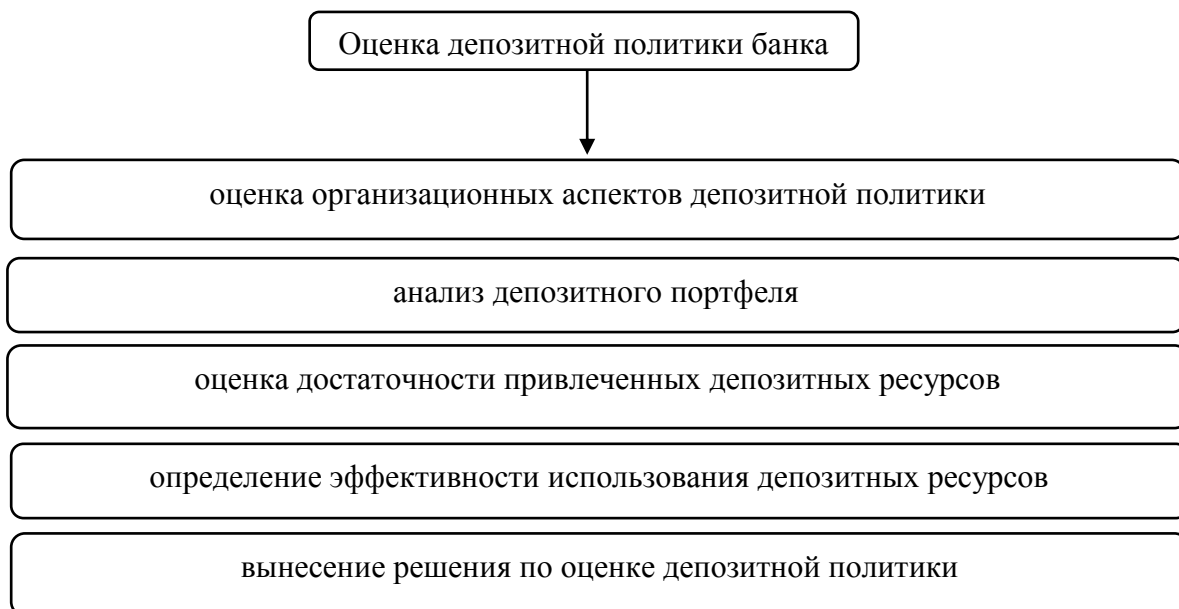 Оценка депозитной политики банка
оценка организационных аспектов депозитной политики
анализ депозитного портфеля
оценка достаточности привлеченных депозитных ресурсов
определение эффективности использования депозитных ресурсов
вынесение решения по оценке депозитной политики